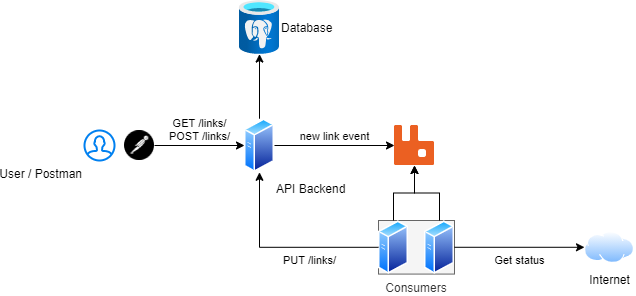 Database
GET /links/
POST /links/
new link event
User / Postman
API Backend
PUT /links/
Get status
Internet
Consumers